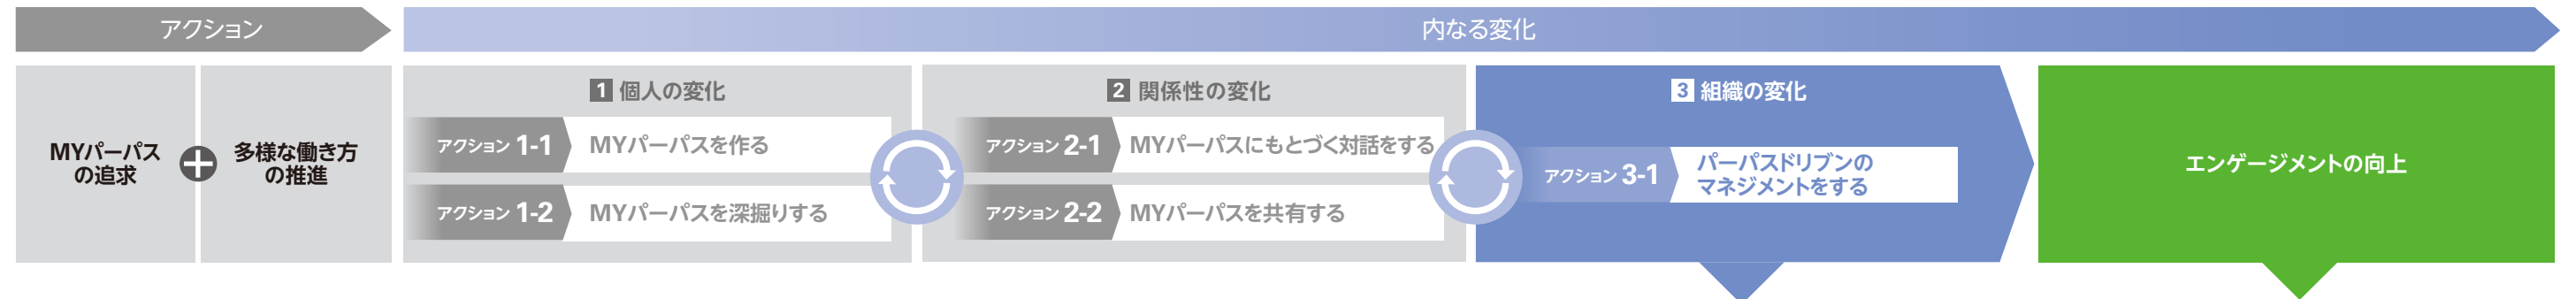 アクション
内なる変化
MYパーパス
の追求
多様な働き方
の推進
1 個人の変化
アクション 1-1 MYパーパスを作る
アクション 1-2 MYパーパスを深掘りする
2 関係性の変化
アクション 2-1 MYパーパスにもとづく対話をする
アクション 2-2 MYパーパスを共有する
3 組織の変化
アクション 3-1
パーパスドリブンの
マネジメントをする
エンゲージメントの向上